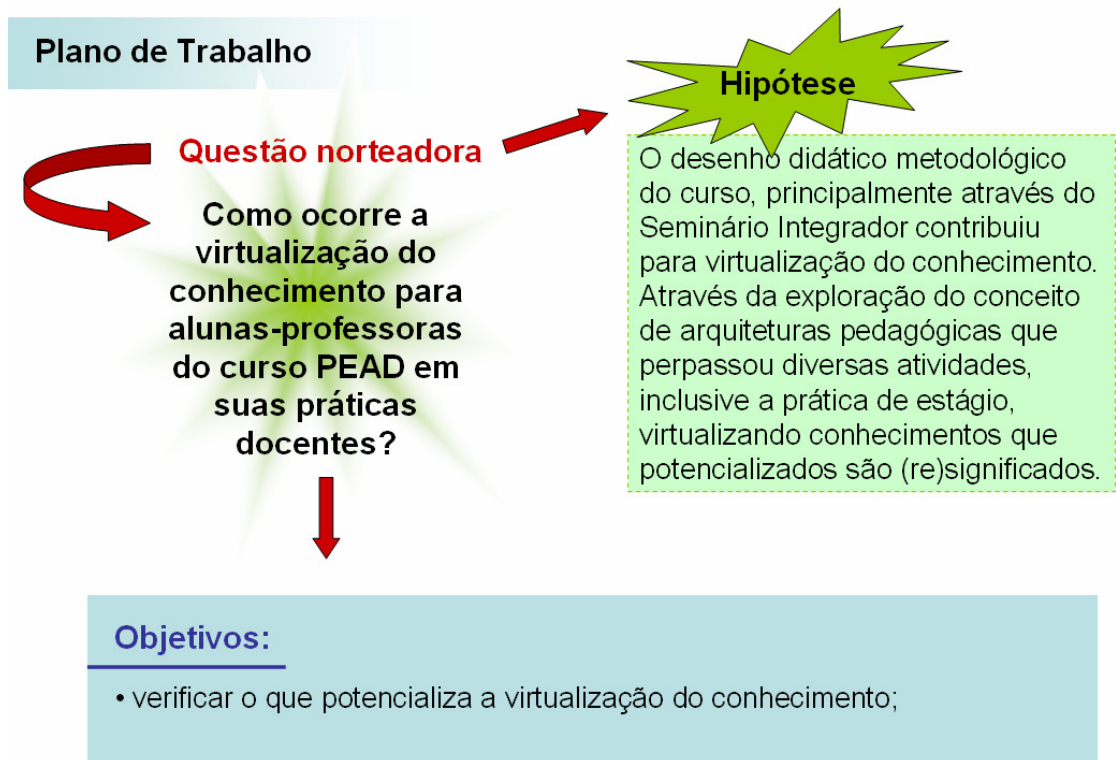 Plano de Trabalho
Questão norteadora
Como ocorre a
virtualização do
conhecimento para
alunas-professoras
do curso PEAD em
suas práticas
docentes?
Hipótese
O desenho didático metodológico
do curso, principalmente através do
Seminário Integrador contribuiu
para virtualização do conhecimento.
Através da exploração do conceito
de arquiteturas pedagógicas que
perpassou diversas atividades,
inclusive a prática de estágio,
virtualizando conhecimentos que
potencializados são (re)significados.
Objetivos:
• verificar o que potencializa a virtualização do conhecimento;